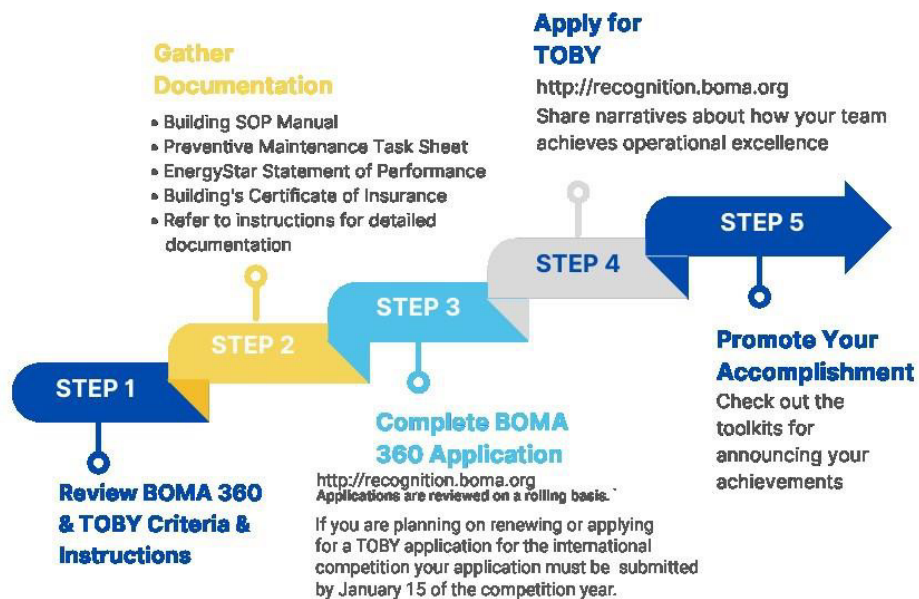 STEP 1
Review BOMA 360
& TOBY Criteria &
Instructions
Gather
Documentation
• Building SOP Manual
• Preventive Maintenance Task Sheet
• EnergyStar Statement of Performance
• Building's Certificate of Insurance
• Refer to instructions for detailed
documentation
STEP 2
STEP 3
Complete BOMA
360 Application
http://recognition.boma.org
Applications are reviewed on a rolling basis.
If you are planning on renewing or applying
for a TOBY application for the international
competition your application must be submitted
by January 15 of the competition year.
Apply for
TOBY
http://recognition.boma.org
Share narratives about how your team
achieves operational excellence
STEP 4
STEP 5
Promote Your
Accomplishment
Check out the
toolkits for
announcing your
achievements